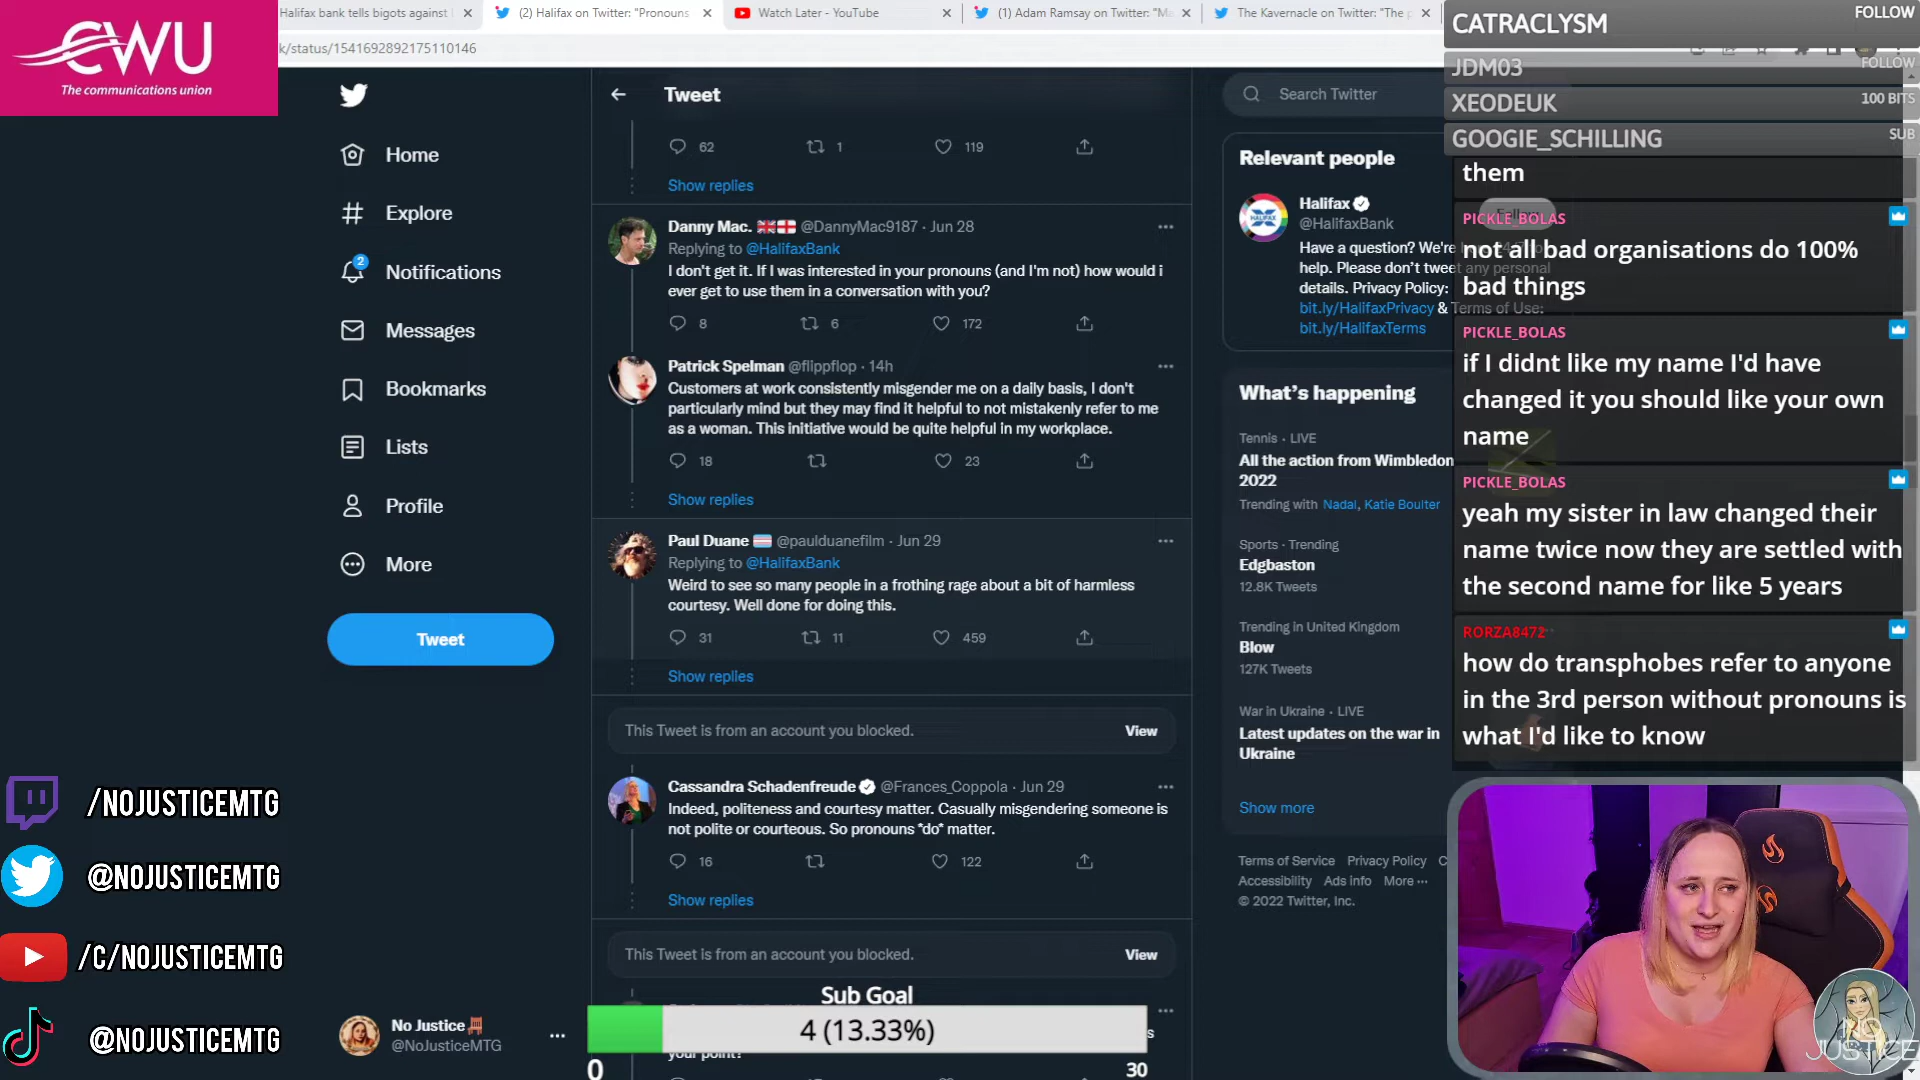 CWU
The communications union
Halifax bank tells bigots against
(2) Halifax on Twitter: "Pronouns
Watch Later - YouTube
(1) Adam Ramsay on Twitter:
The Kavernacle on Twitter: "The p
k/status/1541692892175110146
Home
Explore
2
Notifications
Messages
Bookmarks
Lists
Profile
More
Tweet
No Justice
@NoJusticeMTG
/NOJUSTICEMTG
@NOJUSTICEMTG
/C/NOJUSTICEMTG
@NOJUSTICEMTG
Tweet
62 1 119
Show replies
Danny Mac. @DannyMac9187 · Jun 28
Replying to @HalifaxBank
I don't get it. If I was interested in your pronouns (and I'm not) how would i
ever get to use them in a conversation with you?
8 6 172
Patrick Spelman @flippflop · 14h
Customers at work consistently misgender me on a daily basis, I don't
particularly mind but they may find it helpful to not mistakenly refer to me
as a woman. This initiative would be quite helpful in my workplace.
18 23
Show replies
Paul Duane @paulduanefilm · Jun 29
Replying to @HalifaxBank
Weird to see so many people in a frothing rage about a bit of harmless
courtesy. Well done for doing this.
31 11 459
Show replies
This Tweet is from an account you blocked. View
Cassandra Schadenfreude @Frances_Coppola · Jun 29
Indeed, politeness and courtesy matter. Casually misgendering someone is
not polite or courteous. So pronouns *do* matter.
16 122
Show replies
This Tweet is from an account you blocked. View
your point?
Sub Goal
4 (13.33%)
0 30
Search Twitter
Relevant people
Halifax
@HalifaxBank
Have a question? We're
help. Please don't tweet any personal
details. Privacy Policy:
bit.ly/HalifaxPrivacy & Terms of Use:
bit.ly/HalifaxTerms
What's happening
Tennis · LIVE
All the action from Wimbledon
2022
Trending with Nadal, Katie Boulter
Sports · Trending
Edgbaston
12.8K Tweets
Trending in United Kingdom
Blow
127K Tweets
War in Ukraine · LIVE
Latest updates on the war in
Ukraine
Show more
Terms of Service Privacy Policy C
Accessibility Ads info More ···
© 2022 Twitter, Inc.
CATRACLYSM FOLLOW
JDM03 FOLLOW
XEODEUK 100 BITS
GOOGIE_SCHILLING SUB
them
PICKLE_BOLAS
not all bad organisations do 100%
bad things
PICKLE_BOLAS
if I didnt like my name I'd have
changed it you should like your own
name
PICKLE_BOLAS
yeah my sister in law changed their
name twice now they are settled with
the second name for like 5 years
RORZA8472
how do transphobes refer to anyone
in the 3rd person without pronouns is
what I'd like to know
NO
JUSTICE